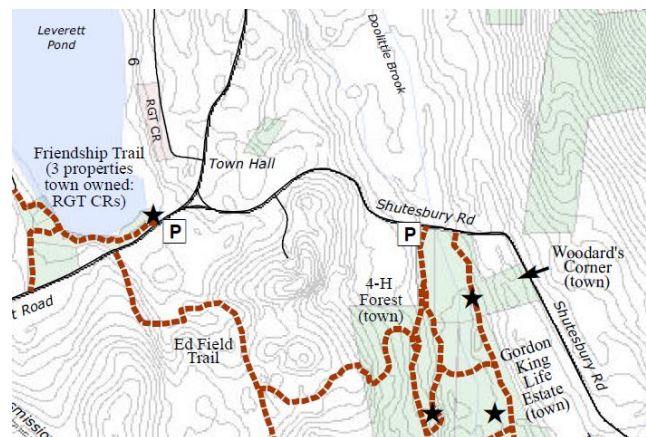 Leverett
Pond
6
RGT CR
Doolittle Brook
Friendship Trail
(3 properties
town owned:
RGT CRs)
Town Hall
P
Shutesbury Rd
P
Woodard's
Corner
(town)
t Road
4-H
Forest
(town)
Ed Field
Trail
Shutesbury Rd
Gordon
King
Life
Estate
(town)
mmission